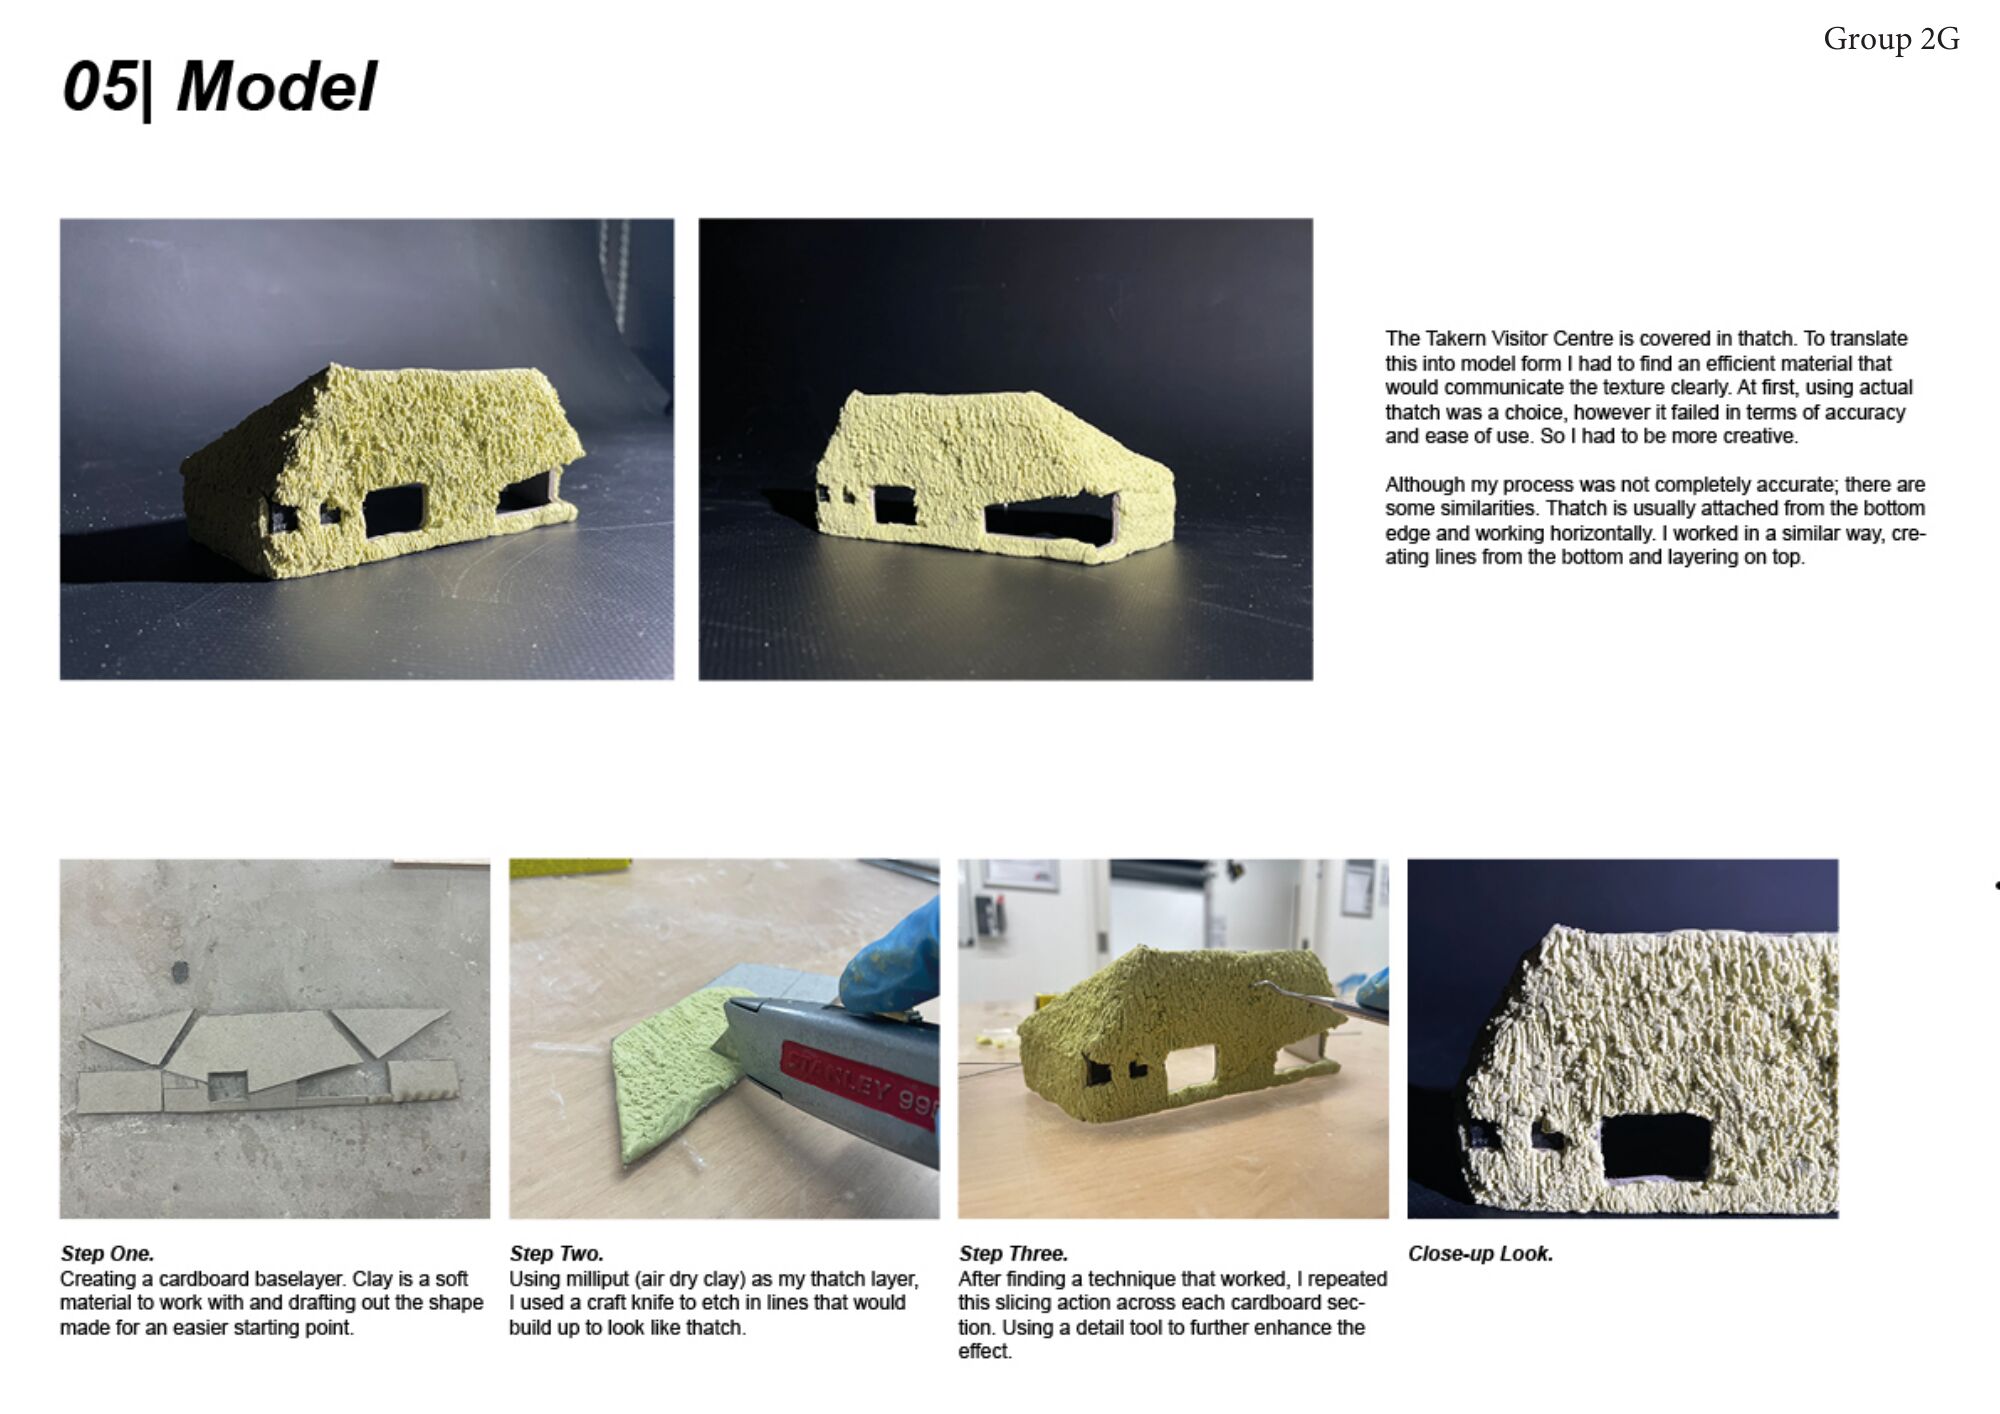 Group 2G
05| Model
The Takern Visitor Centre is covered in thatch. To translate
this into model form I had to find an efficient material that
would communicate the texture clearly. At first, using actual
thatch was a choice, however it failed in terms of accuracy
and ease of use. So I had to be more creative.
Although my process was not completely accurate; there are
some similarities. Thatch is usually attached from the bottom
edge and working horizontally. I worked in a similar way, cre-
ating lines from the bottom and layering on top.
STANLEY 99
Step One.
Creating a cardboard baselayer. Clay is a soft
material to work with and drafting out the shape
made for an easier starting point.
Step Two.
Using milliput (air dry clay) as my thatch layer,
I used a craft knife to etch in lines that would
build up to look like thatch.
Step Three.
After finding a technique that worked, I repeated
this slicing action across each cardboard sec-
tion. Using a detail tool to further enhance the
effect.
Close-up Look.